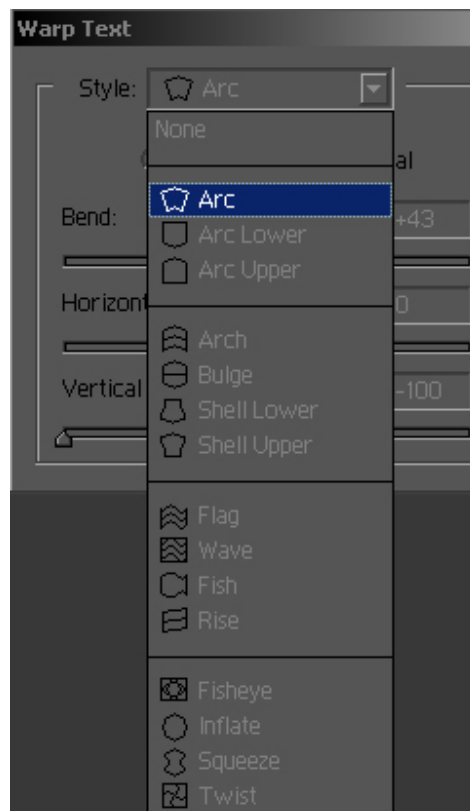 Warp Text
Style: Arc
None
al
Arc
Bend: +43
Arc Lower
Arc Upper
Horizont 0
Arch
Bulge
Vertical -100
Shell Lower
Shell Upper
Flag
Wave
Fish
Rise
Fisheye
Inflate
Squeeze
Twist